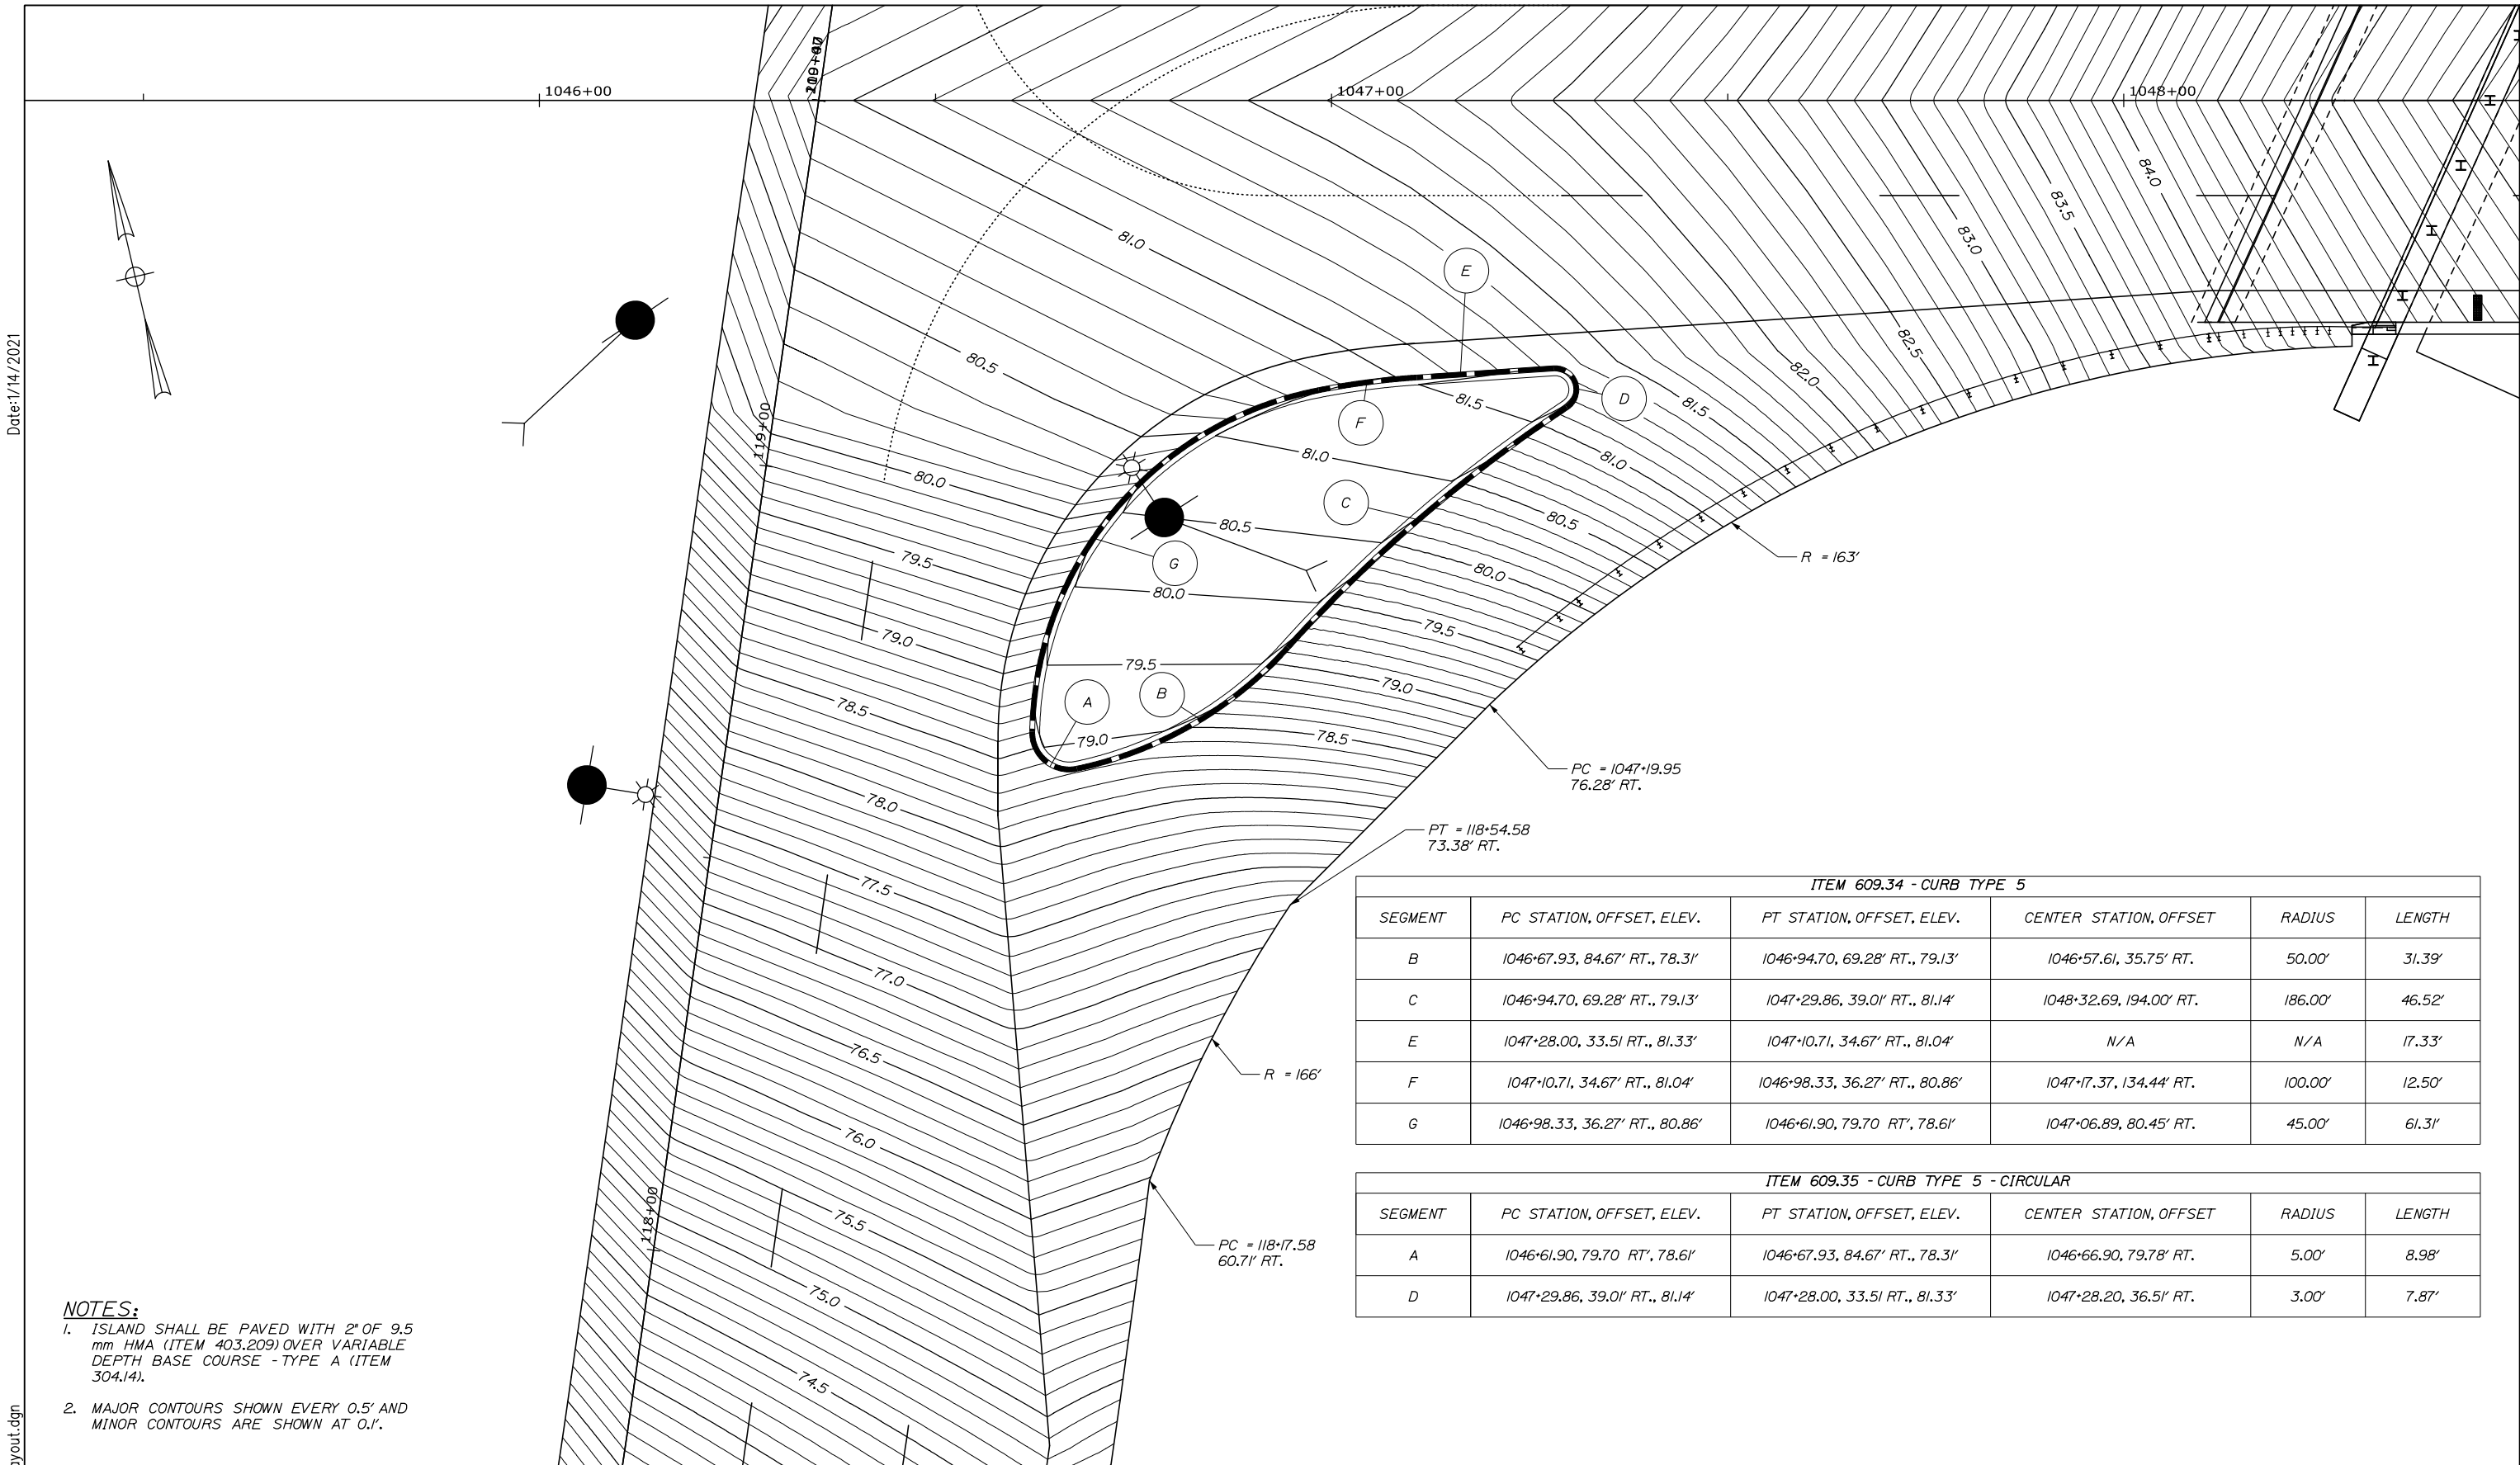 1046+00
1047+00
1048+00
84.0
83.5
83.0
82.5
82.0
81.5
81.0
E
80.5
D
F
81.5
81.0
81.0
80.5
80.0
119+00
C
80.5
80.5
80.0
79.5
G
80.0
79.5
79.0
79.5
79.0
A
B
78.5
79.0
78.5
78.0
77.5
77.0
76.5
76.0
75.5
75.0
74.5
118+00
R = 163'
PC = 1047+19.95
76.28' RT.
PT = 118+54.58
73.38' RT.
R = 166'
PC = 118+17.58
60.71' RT.
ITEM 609.34 - CURB TYPE 5
SEGMENT PC STATION, OFFSET, ELEV. PT STATION, OFFSET, ELEV. CENTER STATION, OFFSET RADIUS LENGTH
B 1046+67.93, 84.67' RT., 78.31' 1046+94.70, 69.28' RT., 79.13' 1046+57.61, 35.75' RT. 50.00' 31.39'
C 1046+94.70, 69.28' RT., 79.13' 1047+29.86, 39.01' RT., 81.14' 1048+32.69, 194.00' RT. 186.00' 46.52'
E 1047+28.00, 33.51 RT., 81.33' 1047+10.71, 34.67' RT., 81.04' N/A N/A 17.33'
F 1047+10.71, 34.67' RT., 81.04' 1046+98.33, 36.27' RT., 80.86' 1047+17.37, 134.44' RT. 100.00' 12.50'
G 1046+98.33, 36.27' RT., 80.86' 1046+61.90, 79.70 RT', 78.61' 1047+06.89, 80.45' RT. 45.00' 61.31'
ITEM 609.35 - CURB TYPE 5 - CIRCULAR
SEGMENT PC STATION, OFFSET, ELEV. PT STATION, OFFSET, ELEV. CENTER STATION, OFFSET RADIUS LENGTH
A 1046+61.90, 79.70 RT', 78.61' 1046+67.93, 84.67' RT., 78.31' 1046+66.90, 79.78' RT. 5.00' 8.98'
D 1047+29.86, 39.01' RT., 81.14' 1047+28.00, 33.51 RT., 81.33' 1047+28.20, 36.51' RT. 3.00' 7.87'
NOTES:
1. ISLAND SHALL BE PAVED WITH 2" OF 9.5
mm HMA (ITEM 403.209) OVER VARIABLE
DEPTH BASE COURSE - TYPE A (ITEM
304.14).
2. MAJOR CONTOURS SHOWN EVERY 0.5' AND
MINOR CONTOURS ARE SHOWN AT 0.1'.
Date:1/14/2021
ayout.dgn